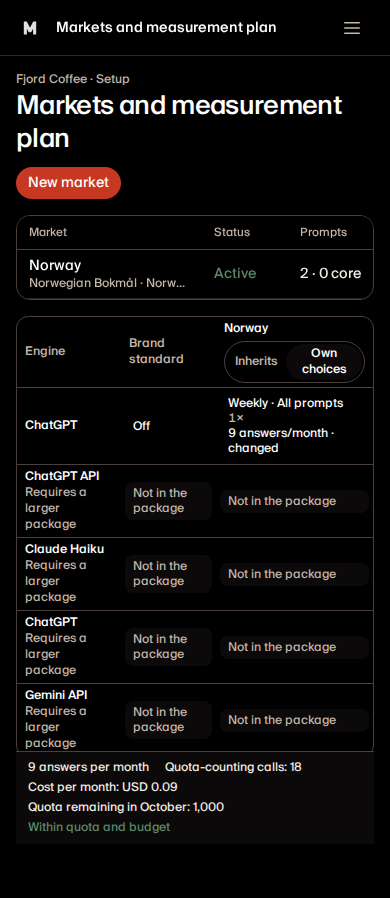 M Markets and measurement plan
Fjord Coffee · Setup
Markets and measurement
plan
New market
Market Status Prompts
Norway
Norwegian Bokmål · Norw...
Active 2 · 0 core
Engine
Brand
standard
Norway
Inherits
Own
choices
ChatGPT
Off
Weekly · All prompts
1×
9 answers/month ·
changed
ChatGPT API
Requires a
larger
package
Not in the
package
Not in the package
Claude Haiku
Requires a
larger
package
Not in the
package
Not in the package
ChatGPT
Requires a
larger
package
Not in the
package
Not in the package
Gemini API
Requires a
larger
package
Not in the
package
Not in the package
9 answers per month Quota-counting calls: 18
Cost per month: USD 0.09
Quota remaining in October: 1,000
Within quota and budget